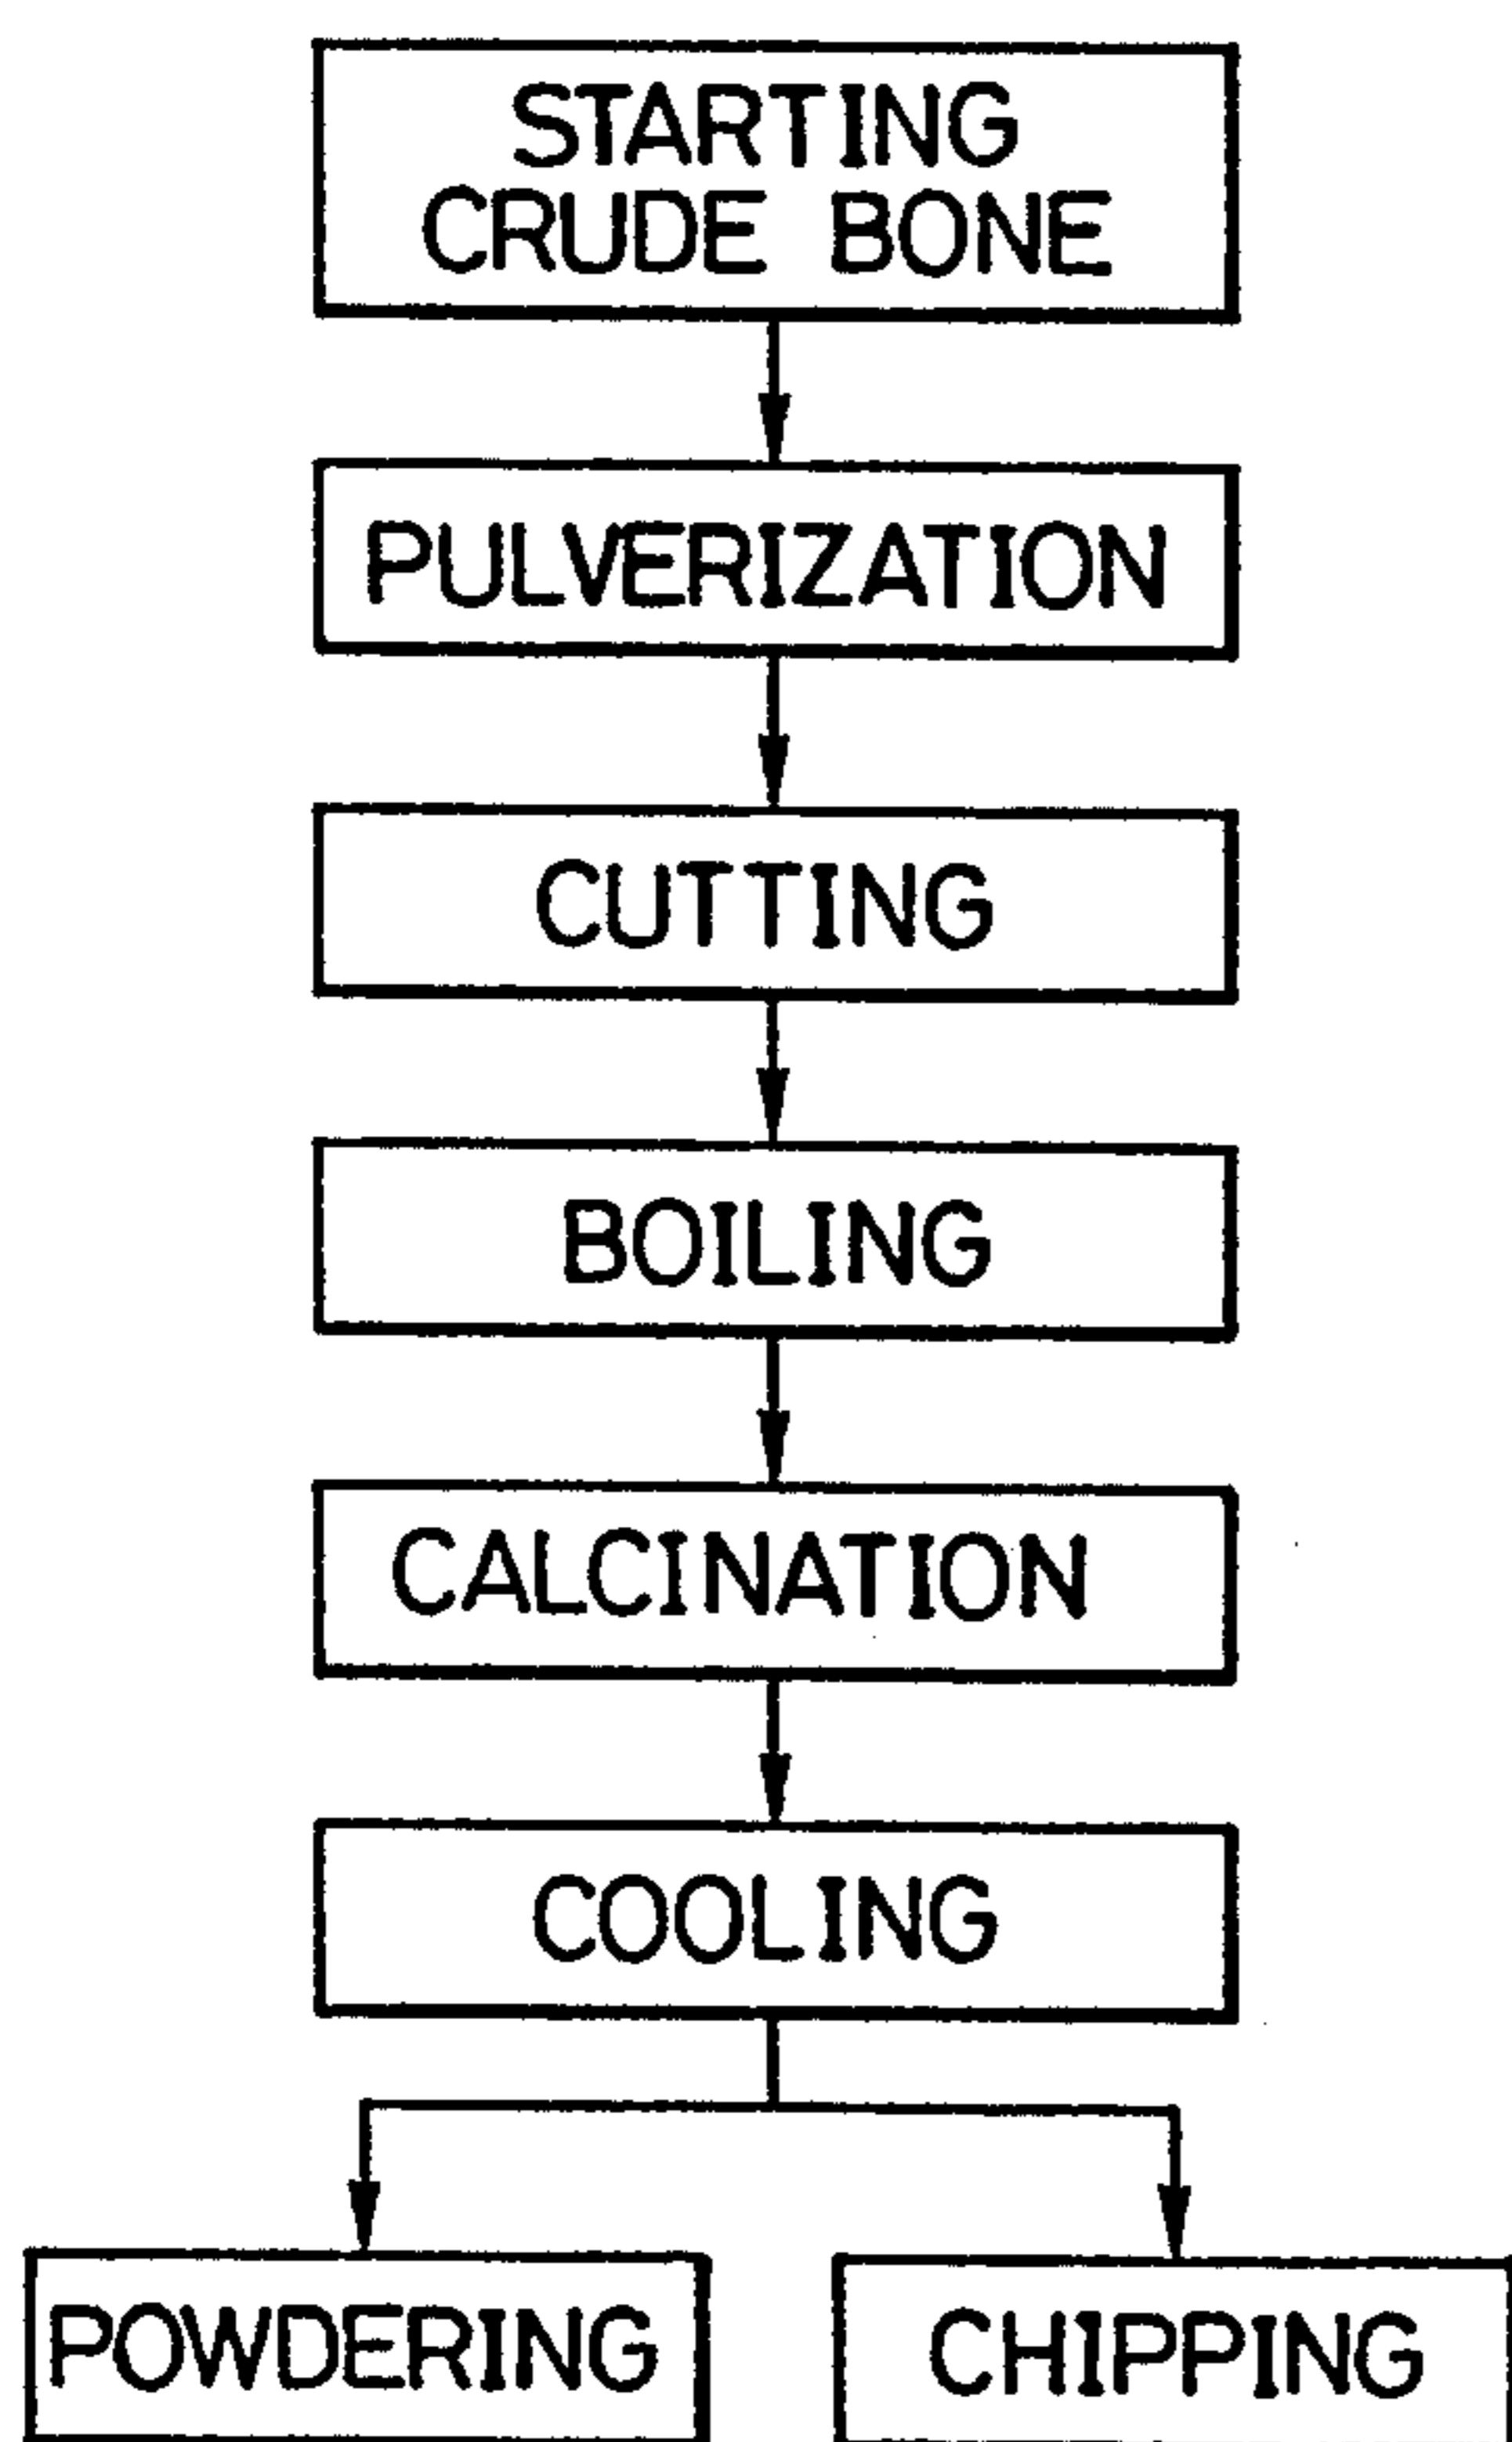 STARTING
CRUDE BONE
PULVERIZATION
CUTTING
BOILING
CALCINATION
COOLING
POWDERING
CHIPPING